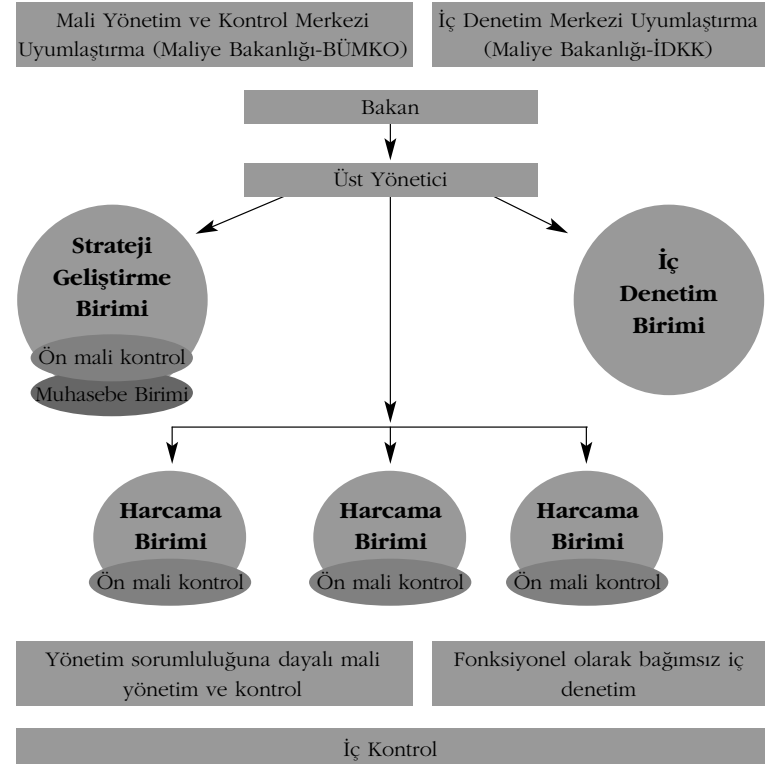 Mali Yönetim ve Kontrol Merkezi
Uyumlaştırma (Maliye Bakanlığı-BÜMKO)
İç Denetim Merkezi Uyumlaştırma
(Maliye Bakanlığı-İDKK)
Bakan
Üst Yönetici
Strateji
Geliştirme
Birimi
Ön mali kontrol
Muhasebe Birimi
İç
Denetim
Birimi
Harcama
Birimi
Ön mali kontrol
Harcama
Birimi
Ön mali kontrol
Harcama
Birimi
Ön mali kontrol
Yönetim sorumluluğuna dayalı mali
yönetim ve kontrol
Fonksiyonel olarak bağımsız iç
denetim
İç Kontrol